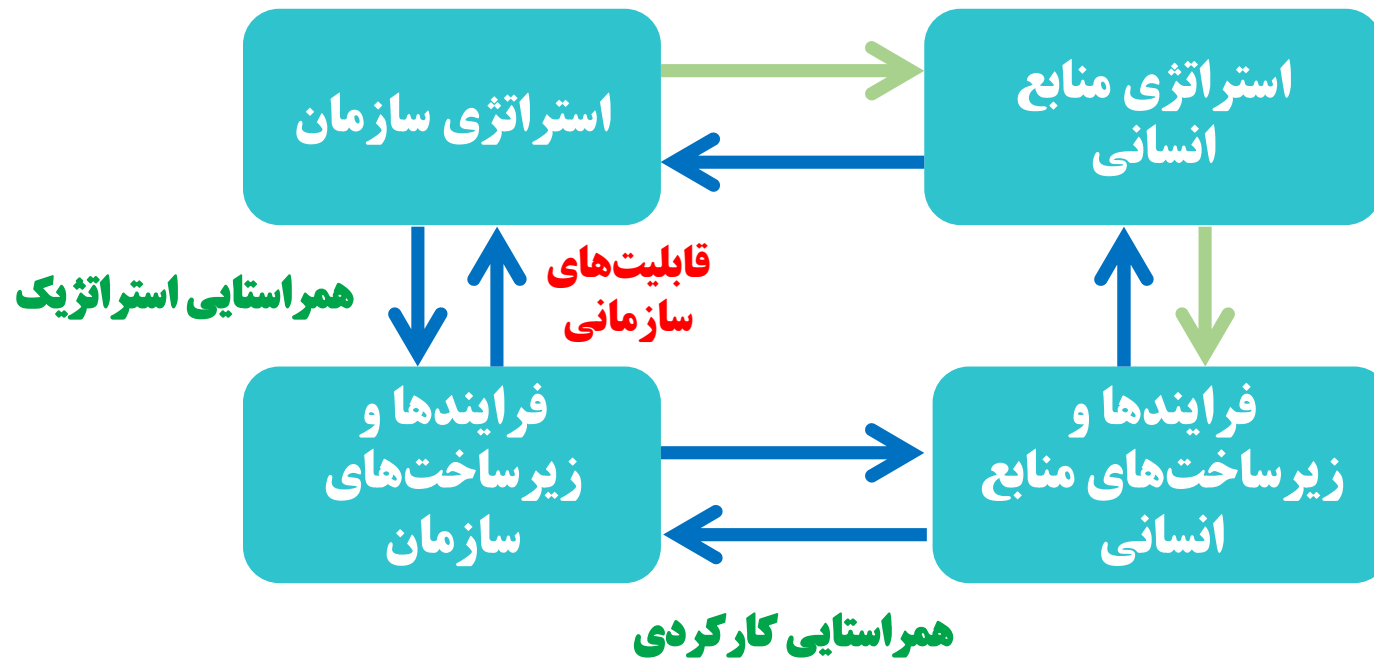 استراتژی منابع
انسانی
استراتژی سازمان
قابلیت‌های
سازمانی
همراستایی استراتژیک
فرایندها و
زیرساخت‌های منابع
انسانی
فرایندها و
زیرساخت‌های
سازمان
همراستایی کارکردی